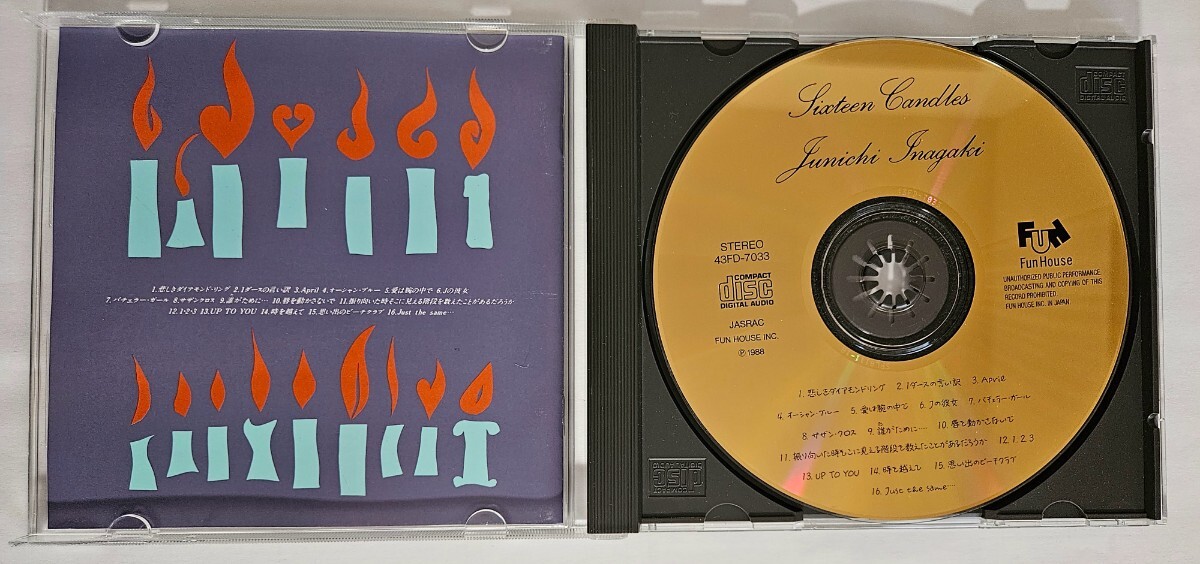 1.悲しきダイアモンド・リング 2.1ダースの言い訳 3.April 4.オーシャン・ブルー 5.愛は腕の中で 6.Jの彼女
7.バチェラー・ガール 8.サザンクロス 9.誰がために… 10.唇を動かさないで 11.振り向いた時そこに見える階段を数えたことがあるだろうか
12.1・2・3 13.UP TO YOU 14.時を越えて 15.思い出のビーチクラブ 16.Just the same…
Sixteen Candles
Junichi Inagaki
STEREO
43FD-7033
COMPACT
disc
DIGITAL AUDIO
JASRAC
FUN HOUSE INC.
Ⓟ1988
Fun
Fun House
UNAUTHORIZED PUBLIC PERFORMANCE
BROADCASTING AND COPYING OF THIS
RECORD PROHIBITED
FUN HOUSE INC. IN JAPAN
1.悲しきダイアモンドリング 2.1ダースの言い訳 3.April
4.オーシャン・ブルー 5.愛は腕の中で 6.Jの彼女 7.バチェラー・ガール
8.サザン・クロス 9.誰がために… 10.唇を動かさないで
11.振り向いた時そこに見える階段を数えたことがあるだろうか 12.1.2.3
13.UP TO YOU 14.時を越えて 15.思い出のビーチクラブ
16.Just the same…
COMPACT
disc
DIGITAL AUDIO
COMPACT
disc
DIGITAL AUDIO